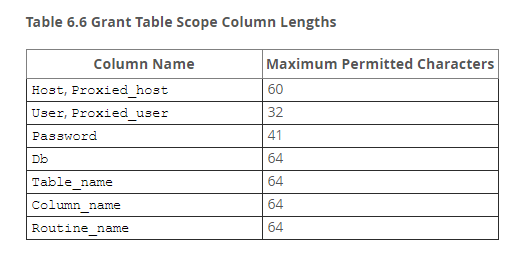 Table 6.6 Grant Table Scope Column Lengths
Column Name Maximum Permitted Characters
Host, Proxied_host 60
User, Proxied_user 32
Password 41
Db 64
Table_name 64
Column_name 64
Routine_name 64